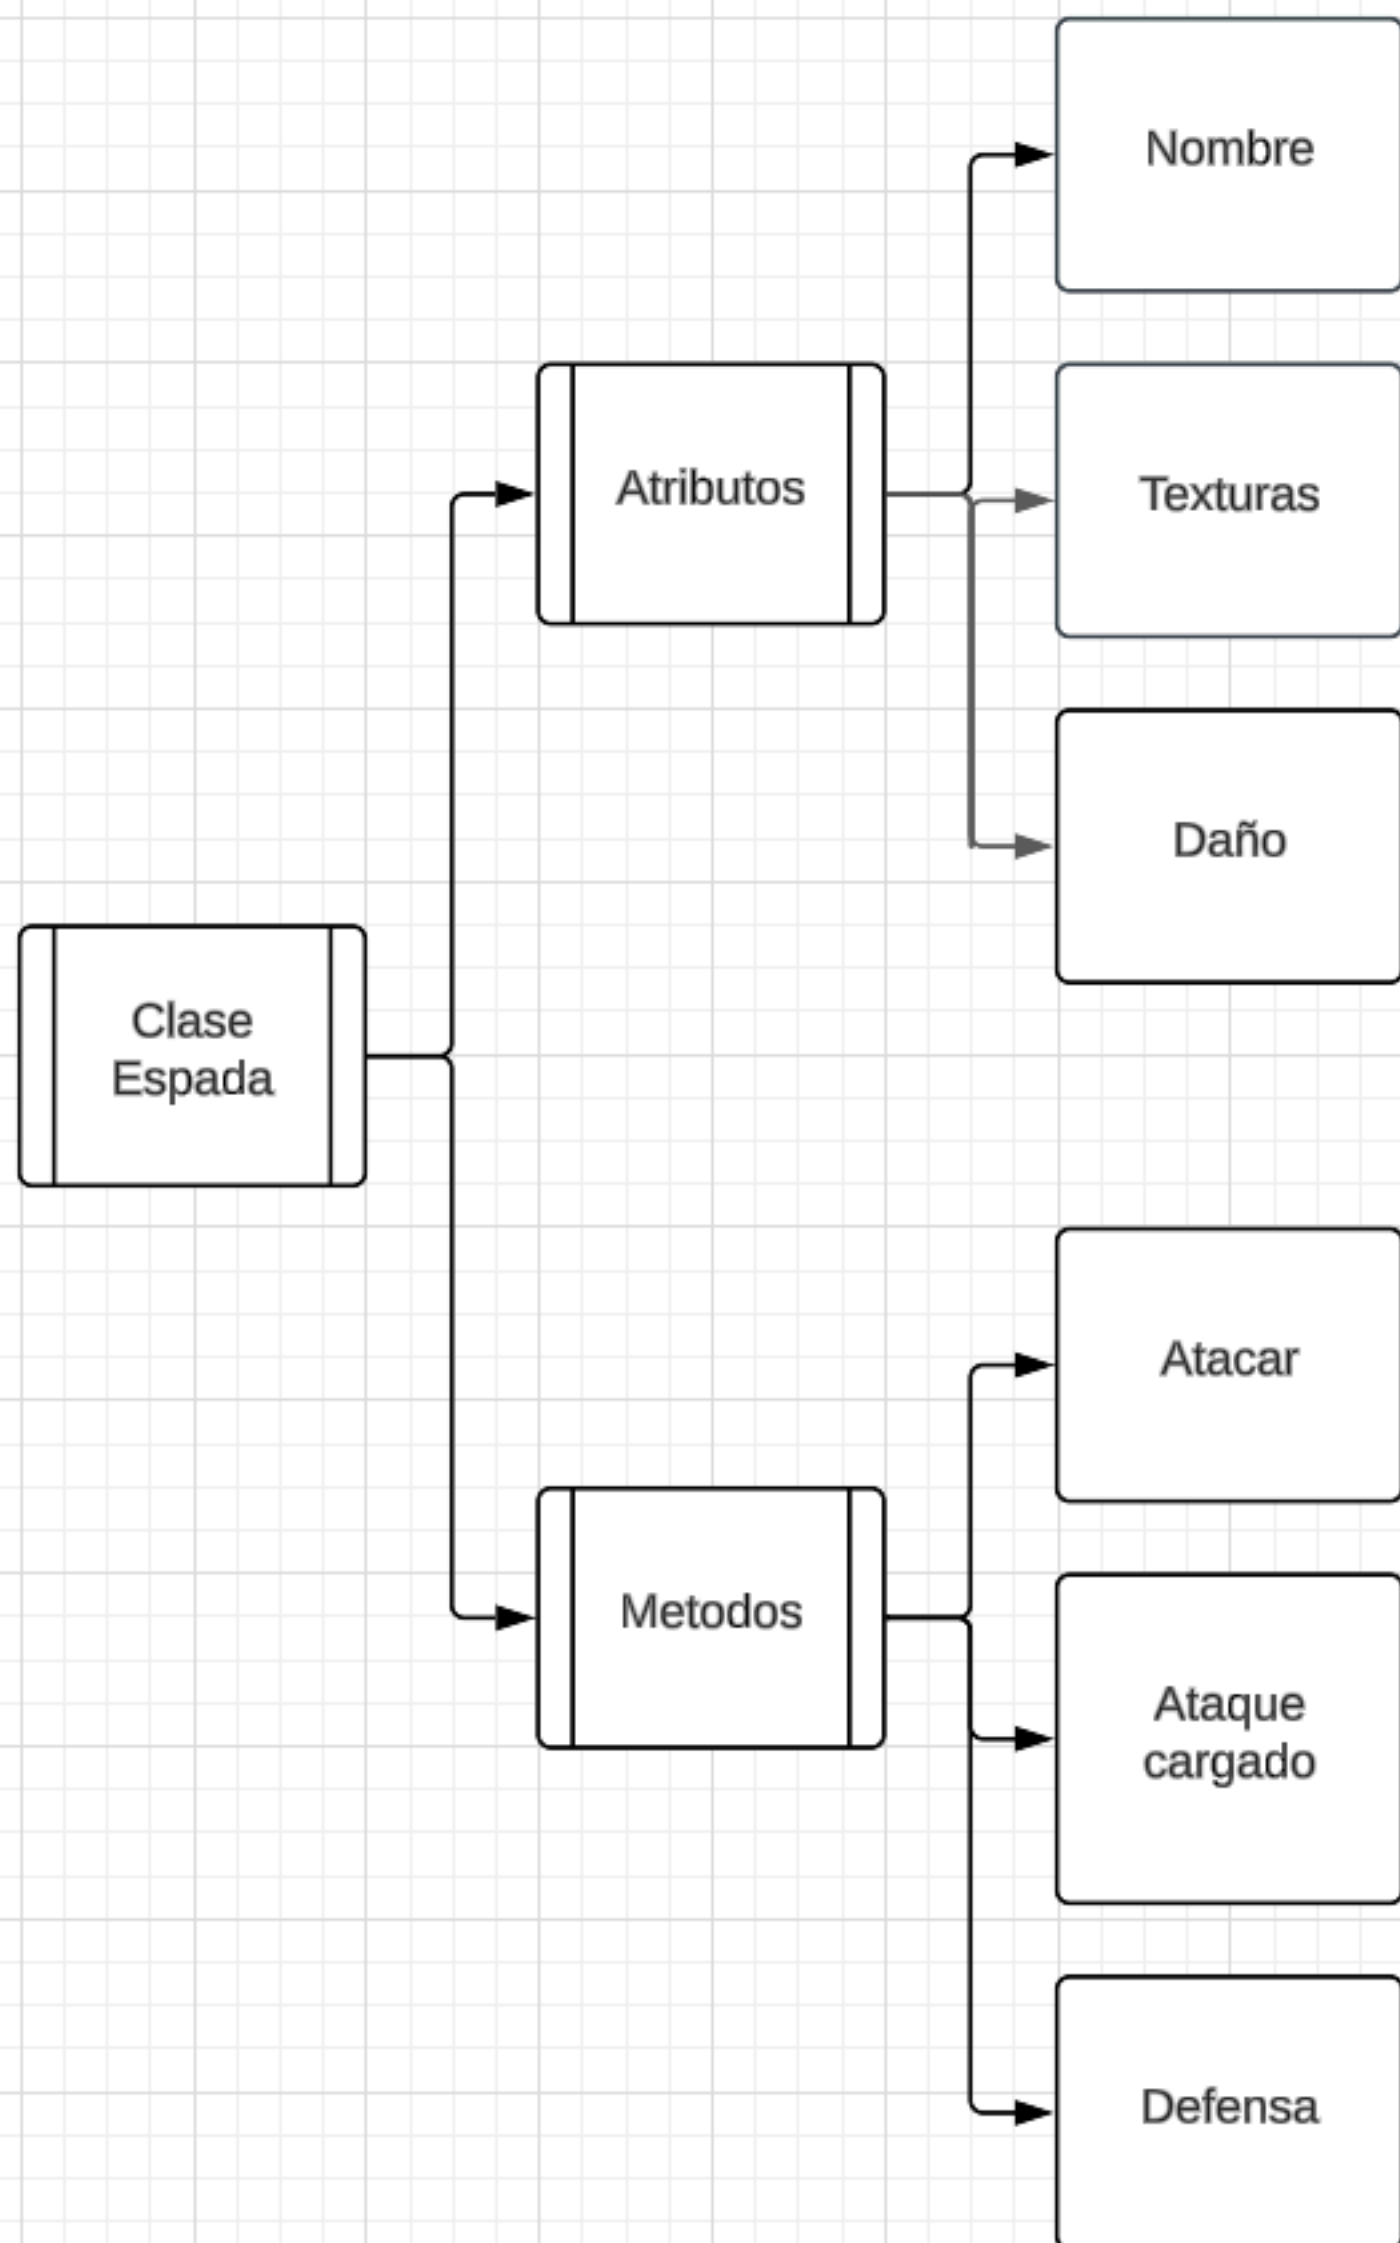 Nombre
Atributos
Texturas
Daño
Clase
Espada
Atacar
Metodos
Ataque
cargado
Defensa